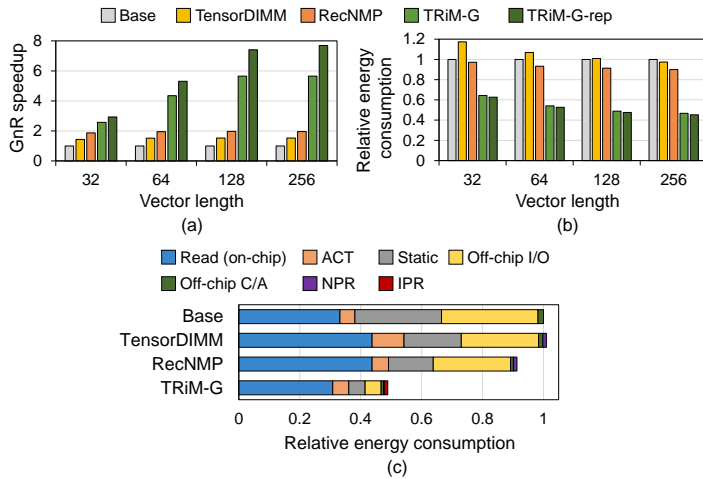 Base TensorDIMM RecNMP TRiM-G TRiM-G-rep
GnR speedup
8
6
4
2
0
32 64 128 256
Vector length
(a)
Relative energy
consumption
1.2
1
0.8
0.6
0.4
0.2
0
32 64 128 256
Vector length
(b)
Read (on-chip) ACT Static Off-chip I/O
Off-chip C/A NPR IPR
Base
TensorDIMM
RecNMP
TRiM-G
0 0.2 0.4 0.6 0.8 1
Relative energy consumption
(c)